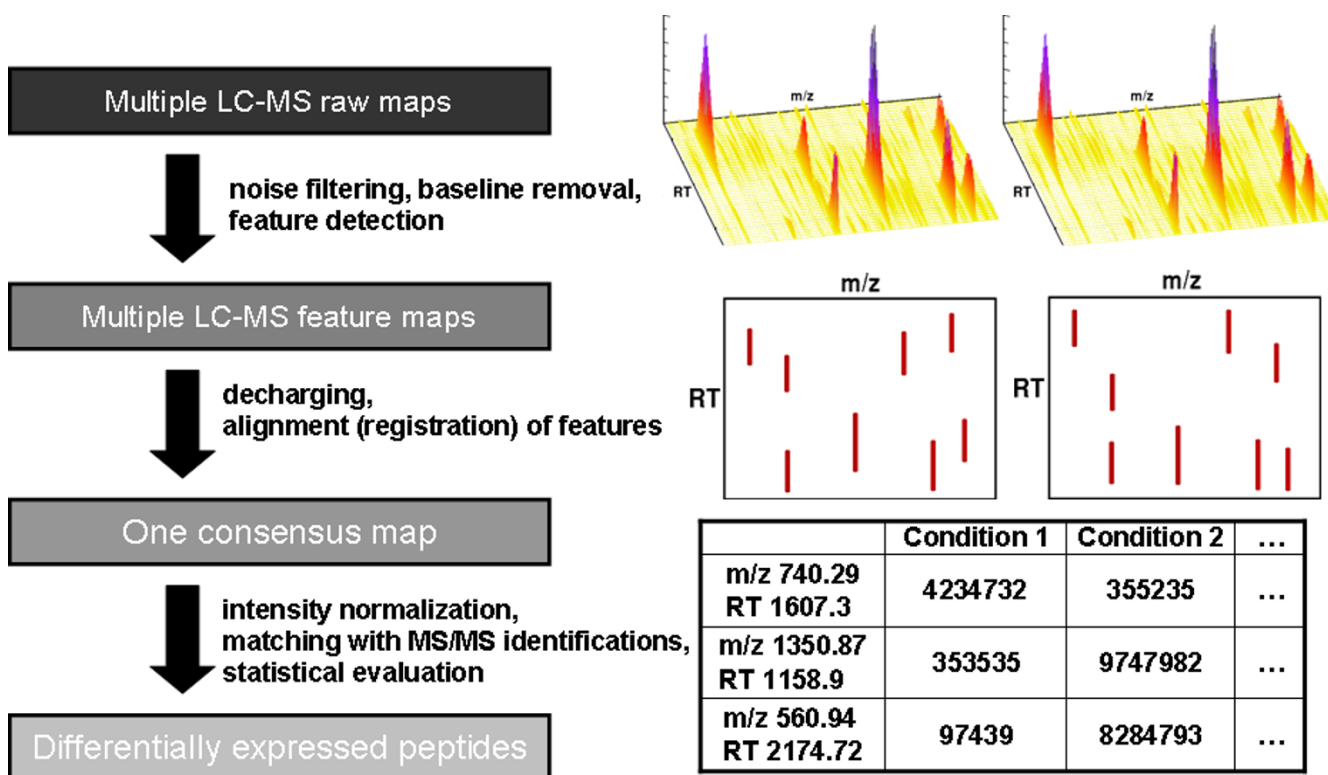 Multiple LC-MS raw maps
noise filtering, baseline removal,
feature detection
Multiple LC-MS feature maps
decharging,
alignment (registration) of features
One consensus map
intensity normalization,
matching with MS/MS identifications,
statistical evaluation
Differentially expressed peptides
m/z
RT
m/z
RT
m/z
RT
m/z
RT
Condition 1 Condition 2 ...
m/z 740.29
RT 1607.3
4234732 355235 ...
m/z 1350.87
RT 1158.9
353535 9747982 ...
m/z 560.94
RT 2174.72
97439 8284793 ...